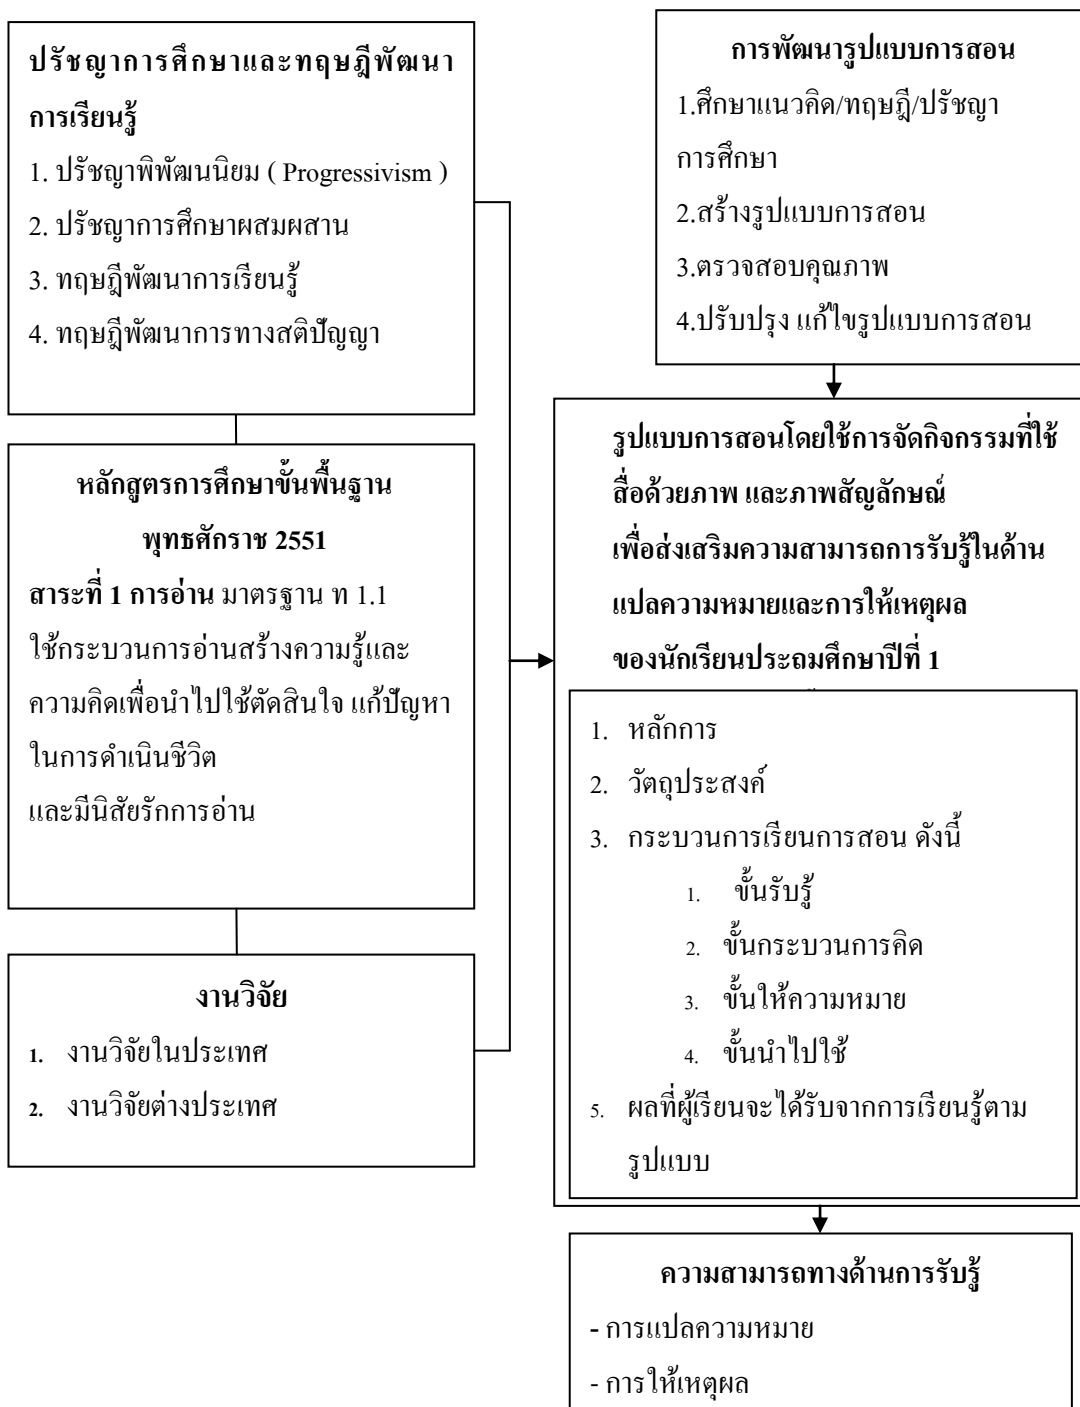 ปรัชญาการศึกษาและทฤษฎีพัฒนา
การเรียนรู้
1. ปรัชญาพิพัฒนนิยม ( Progressivism )
2. ปรัชญาการศึกษาผสมผสาน
3. ทฤษฎีพัฒนาการเรียนรู้
4. ทฤษฎีพัฒนาการทางสติปัญญา
หลักสูตรการศึกษาขั้นพื้นฐาน
พุทธศักราช 2551
สาระที่ 1 การอ่าน มาตรฐาน ท 1.1
ใช้กระบวนการอ่านสร้างความรู้และ
ความคิดเพื่อนำไปใช้ตัดสินใจ แก้ปัญหา
ในการดำเนินชีวิต
และมีนิสัยรักการอ่าน
งานวิจัย
1. งานวิจัยในประเทศ
2. งานวิจัยต่างประเทศ
การพัฒนารูปแบบการสอน
1.ศึกษาแนวคิด/ทฤษฎี/ปรัชญา
การศึกษา
2.สร้างรูปแบบการสอน
3.ตรวจสอบคุณภาพ
4.ปรับปรุง แก้ไขรูปแบบการสอน
รูปแบบการสอนโดยใช้การจัดกิจกรรมที่ใช้
สื่อด้วยภาพ และภาพสัญลักษณ์
เพื่อส่งเสริมความสามารถการรับรู้ในด้าน
แปลความหมายและการให้เหตุผล
ของนักเรียนประถมศึกษาปีที่ 1
1. หลักการ
2. วัตถุประสงค์
3. กระบวนการเรียนการสอน ดังนี้
1. ขั้นรับรู้
2. ขั้นกระบวนการคิด
3. ขั้นให้ความหมาย
4. ขั้นนำไปใช้
5. ผลที่ผู้เรียนจะได้รับจากการเรียนรู้ตาม
รูปแบบ
ความสามารถทางด้านการรับรู้
- การแปลความหมาย
- การให้เหตุผล